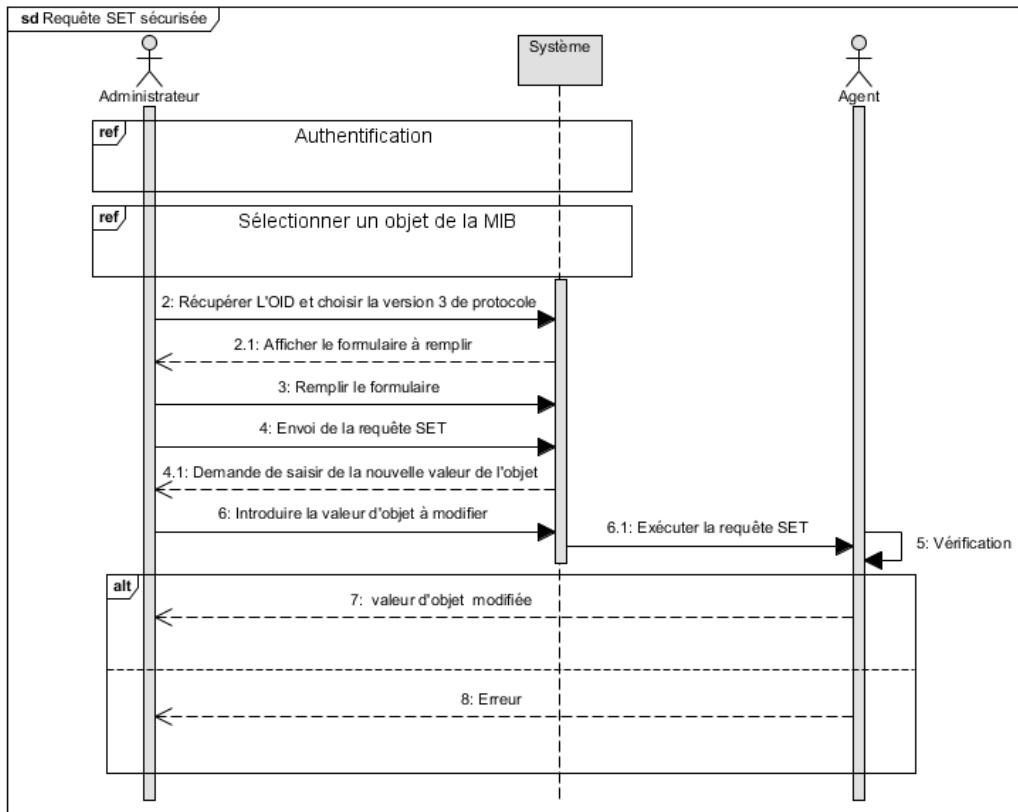 sd Requête SET sécurisée
Système
Administrateur
Agent
ref
Authentification
ref
Sélectionner un objet de la MIB
2: Récupérer L'OID et choisir la version 3 de protocole
2.1: Afficher le formulaire à remplir
3: Remplir le formulaire
4: Envoi de la requête SET
4.1: Demande de saisir de la nouvelle valeur de l'objet
6: Introduire la valeur d'objet à modifier
6.1: Exécuter la requête SET
5: Vérification
alt
7: valeur d'objet modifiée
8: Erreur